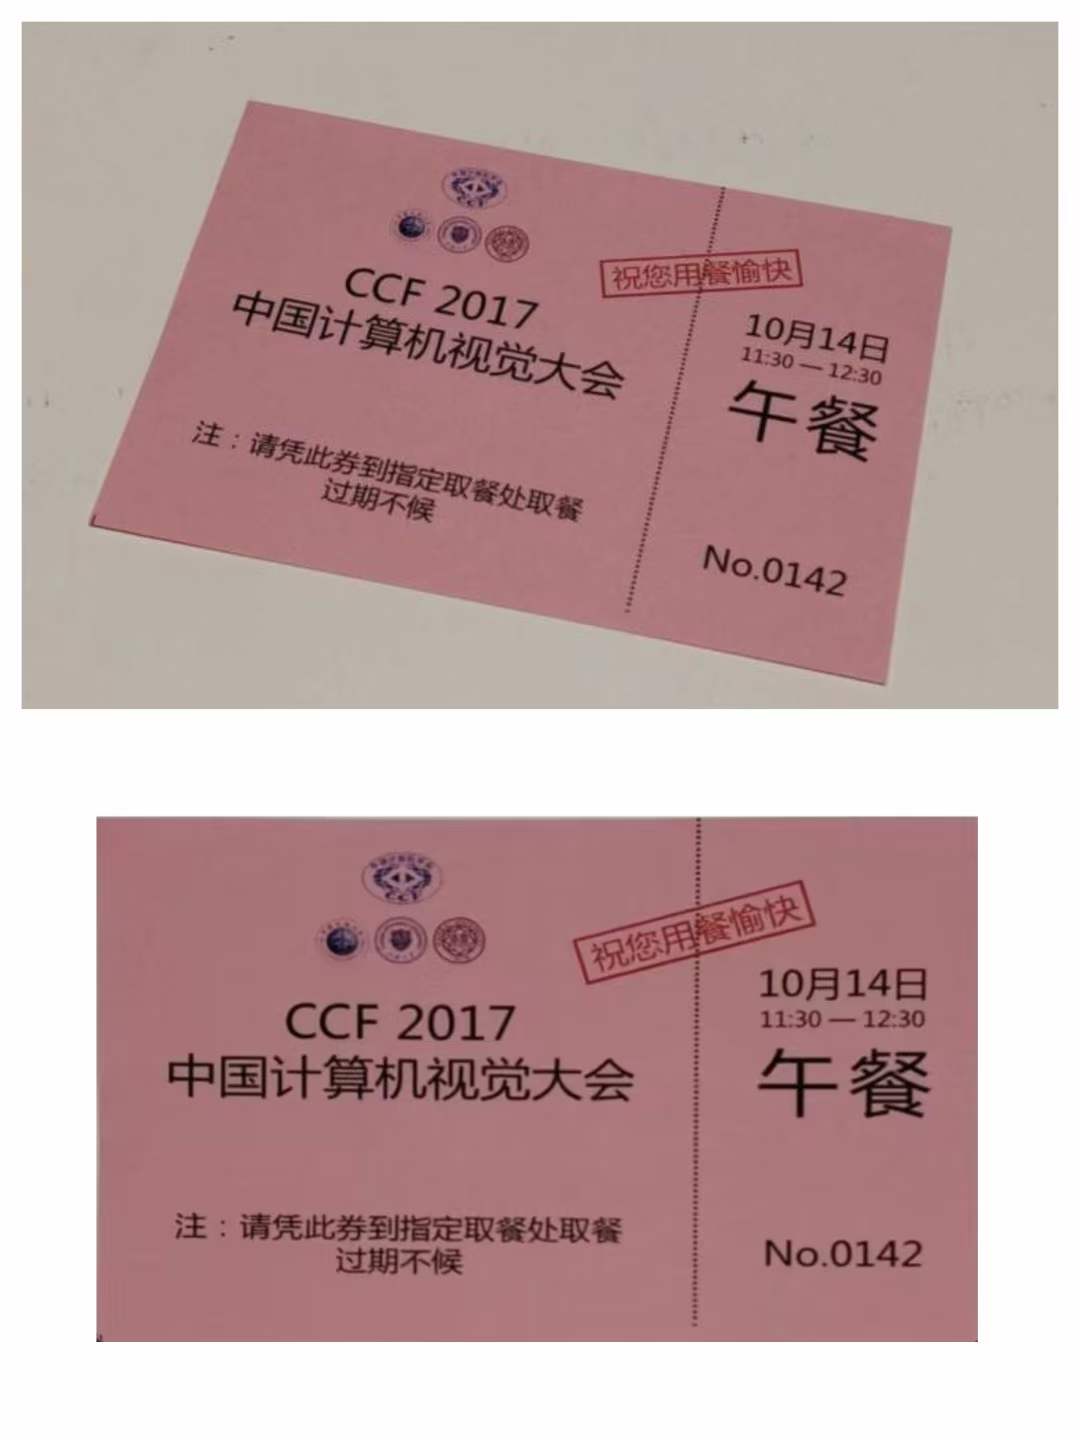 CCF 2017
中国计算机视觉大会
注：请凭此券到指定取餐处取餐
过期不候
祝您用餐愉快
10月14日
11:30 — 12:30
午餐
No.0142
CCF 2017
中国计算机视觉大会
注：请凭此券到指定取餐处取餐
过期不候
祝您用餐愉快
10月14日
11:30 — 12:30
午餐
No.0142